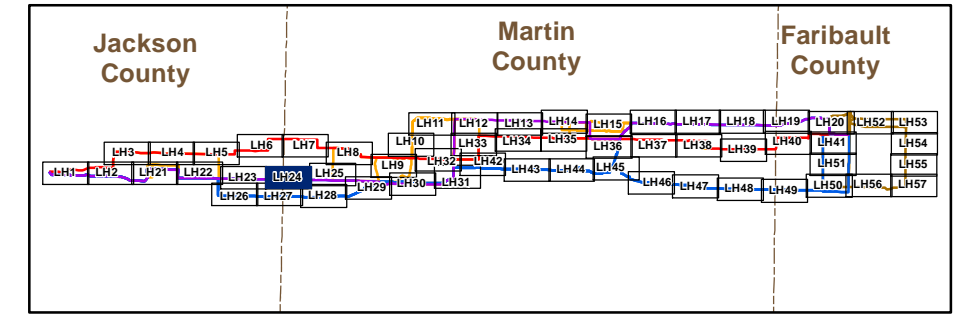 Jackson
County
Martin
County
Faribault
County
LH11 LH12 LH13 LH14 LH15 LH16 LH17 LH18 LH19 LH20 LH52 LH53
LH3 LH4 LH5 LH6 LH7 LH8 LH10 LH33 LH34 LH35 LH36 LH37 LH38 LH39 LH40 LH41 LH54
LH1 LH2 LH21 LH22 LH23 LH24 LH25 LH9 LH32 LH42 LH43 LH44 LH45 LH51 LH55
LH26 LH27 LH28 LH29 LH30 LH31 LH46 LH47 LH48 LH49 LH50 LH56 LH57